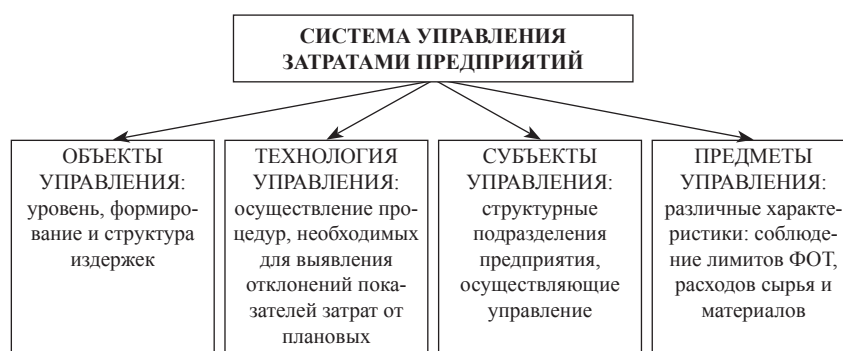 СИСТЕМА УПРАВЛЕНИЯ
ЗАТРАТАМИ ПРЕДПРИЯТИЙ
ОБЪЕКТЫ
УПРАВЛЕНИЯ:
уровень, формиро-
вание и структура
издержек
ТЕХНОЛОГИЯ
УПРАВЛЕНИЯ:
осуществление про-
цедур, необходимых
для выявления
отклонений пока-
зателей затрат от
плановых
СУБЪЕКТЫ
УПРАВЛЕНИЯ:
структурные
подразделения
предприятия,
осуществляющие
управление
ПРЕДМЕТЫ
УПРАВЛЕНИЯ:
различные характе-
ристики: соблюде-
ние лимитов ФОТ,
расходов сырья и
материалов